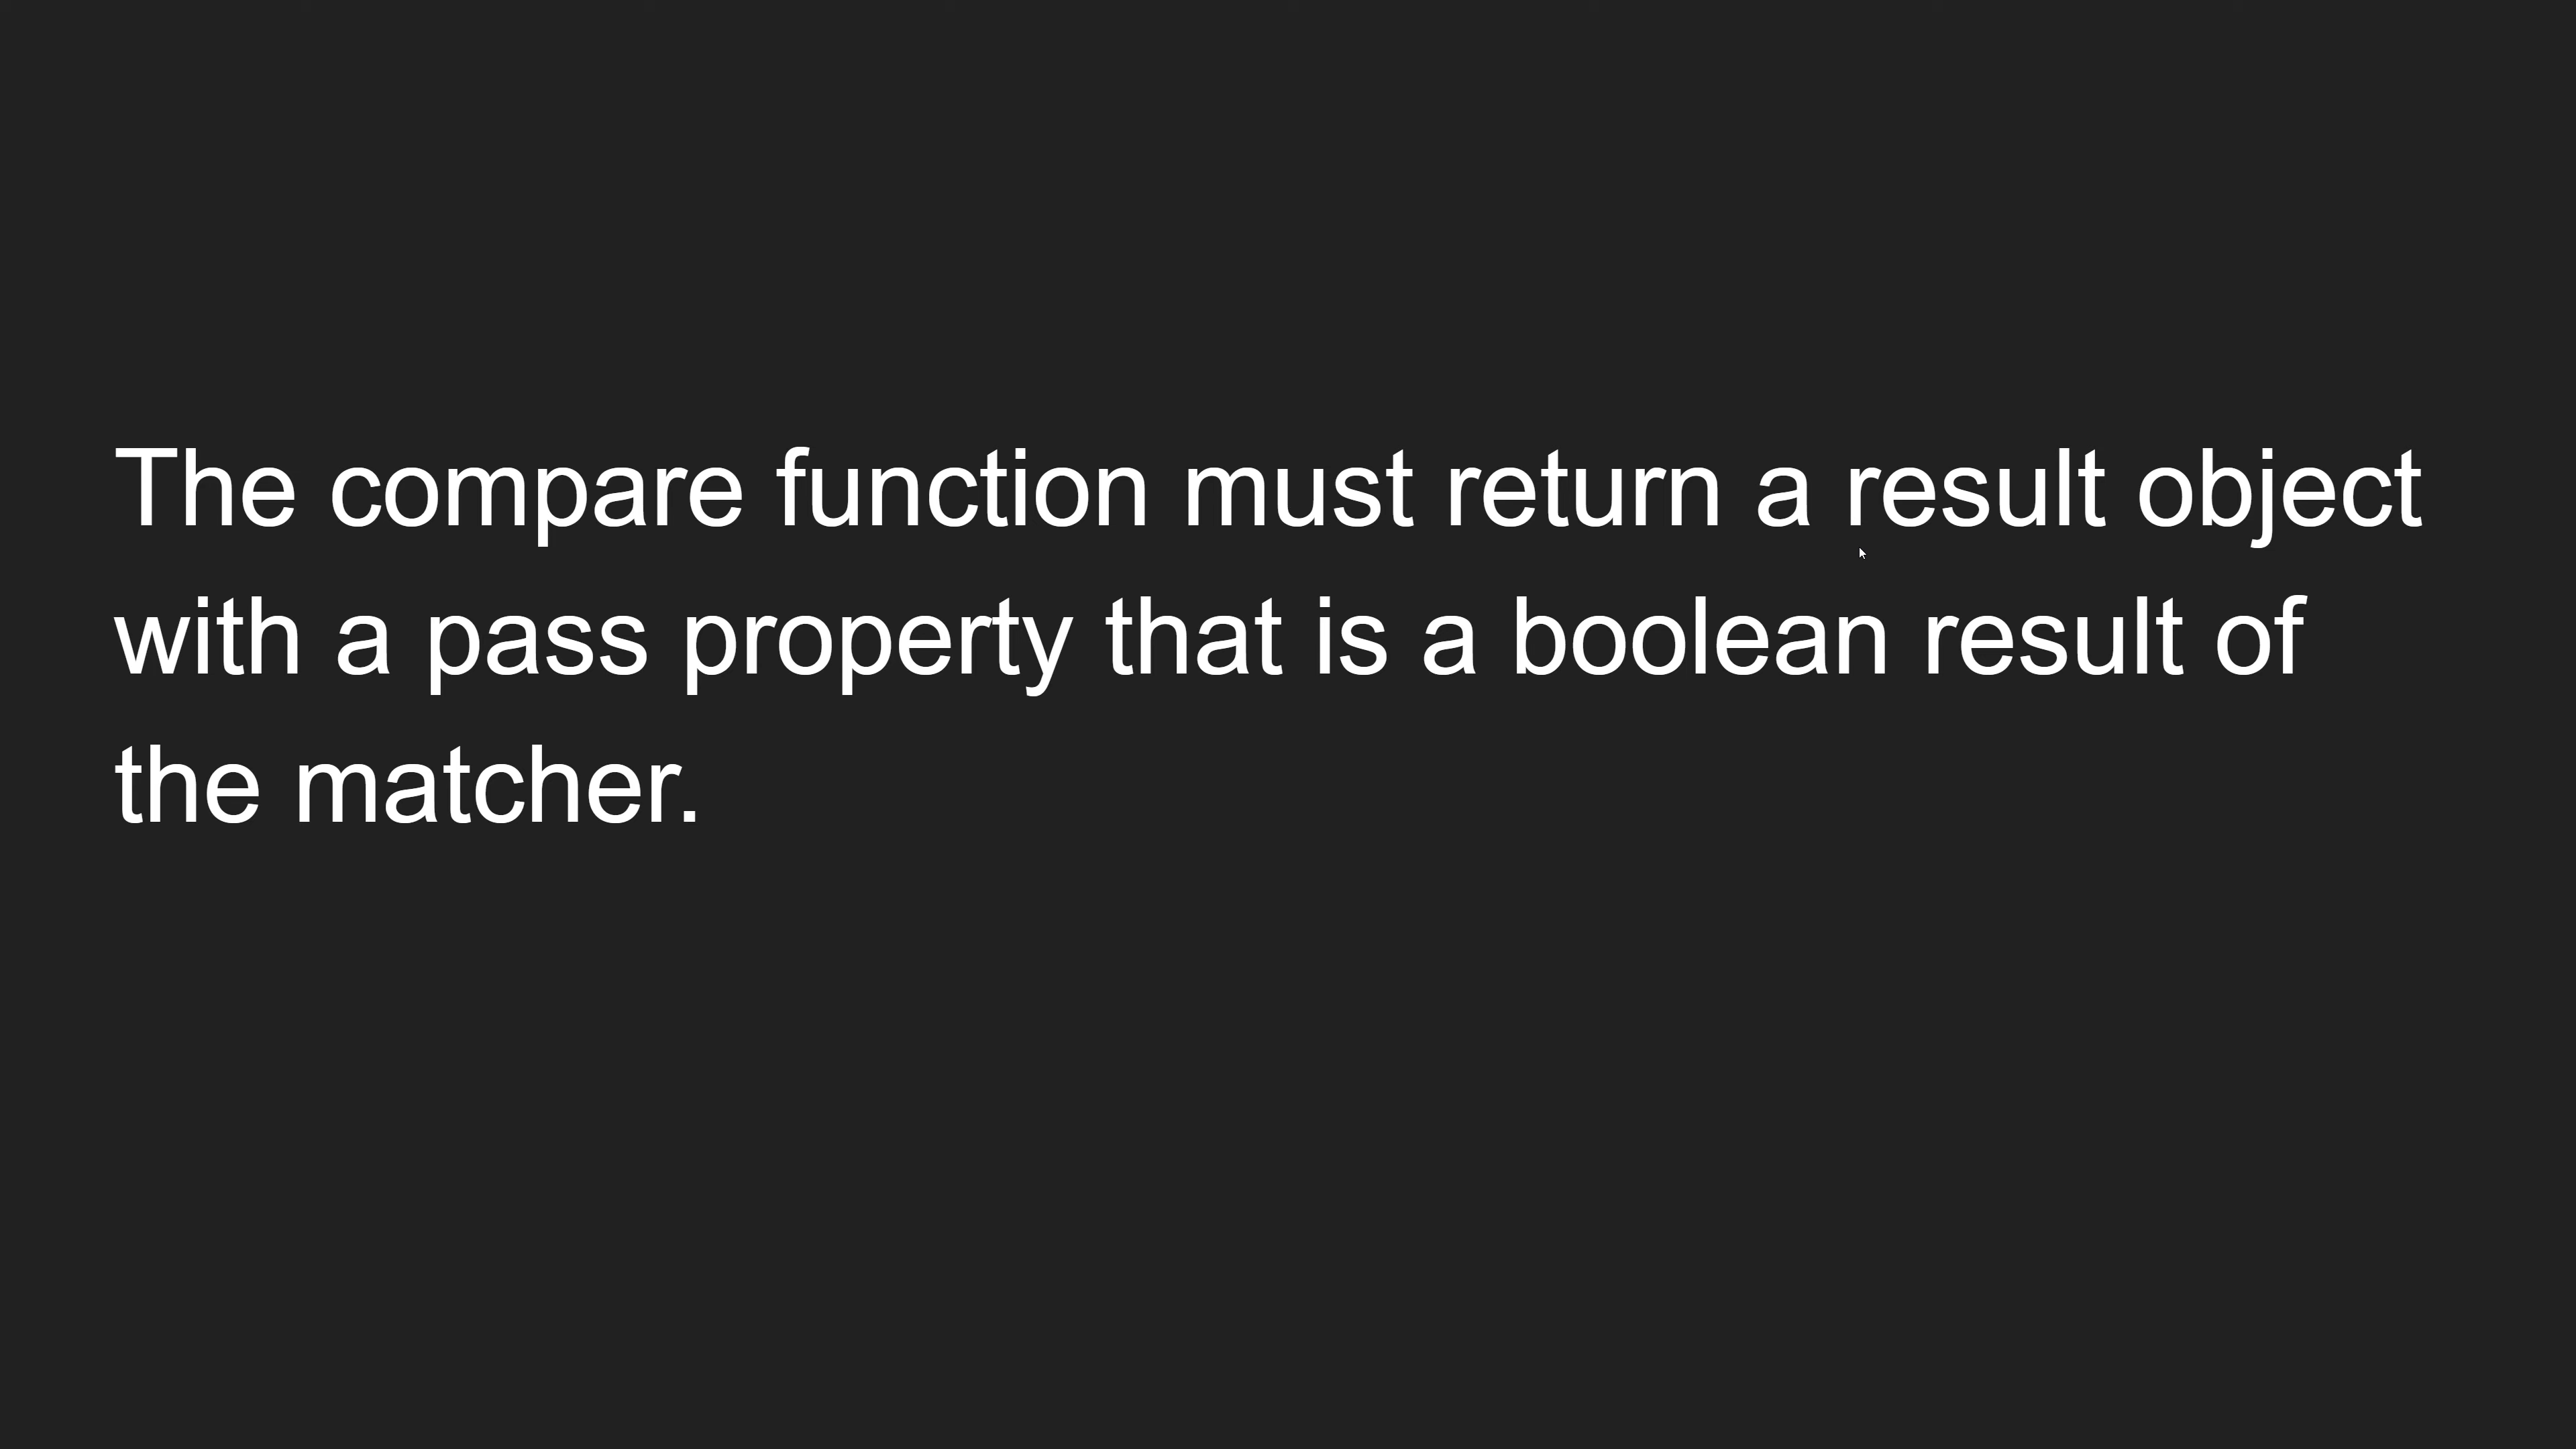 The compare function must return a result object
with a pass property that is a boolean result of
the matcher.